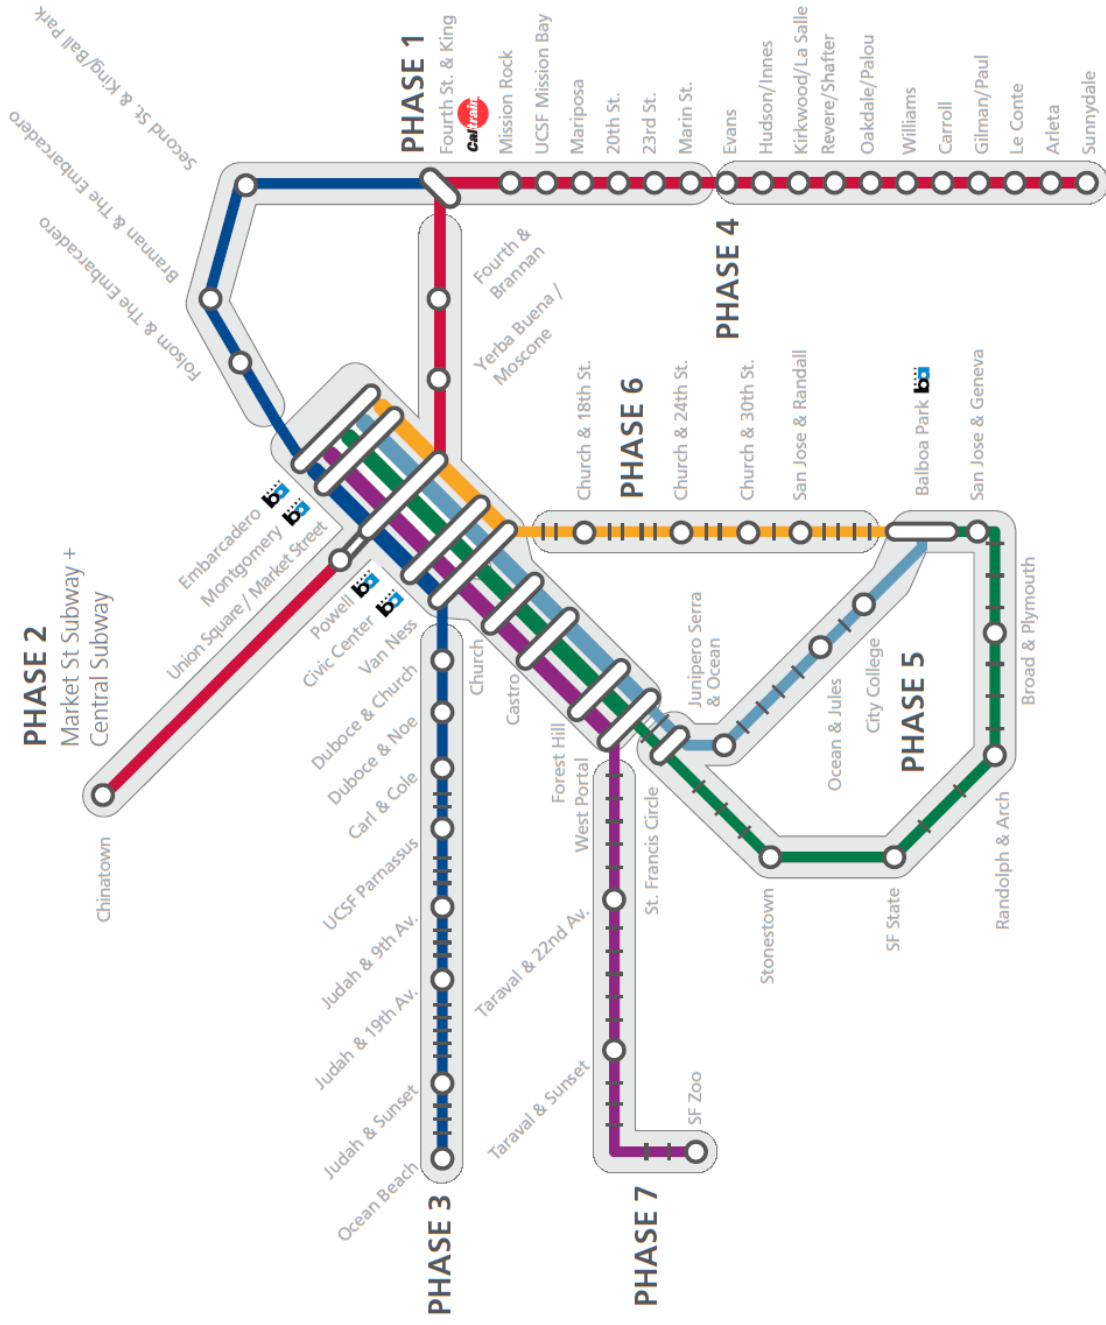 PHASE 2
Market St Subway +
Central Subway
Chinatown
Union Square / Market Street
Embarcadero
Montgomery
Powell
Civic Center
Van Ness
Church
Castro
Forest Hill
West Portal
St. Francis Circle
Folsom & The Embarcadero
Brannan & The Embarcadero
Second St. & King/Ball Park
PHASE 1
Fourth St. & King
Caltrain
Mission Rock
UCSF Mission Bay
Mariposa
20th St.
23rd St.
Marin St.
Evans
Hudson/Innes
Kirkwood/La Salle
Revere/Shafter
Oakdale/Palou
Williams
Carroll
Gilman/Paul
Le Conte
Arleta
Sunnydale
PHASE 4
Fourth &
Brannan
Yerba Buena /
Moscone
PHASE 6
Church & 18th St.
Church & 24th St.
Church & 30th St.
San Jose & Randall
Balboa Park
ba
San Jose & Geneva
PHASE 5
Junipero Serra
& Ocean
Ocean & Jules
City College
Broad & Plymouth
Randolph & Arch
SF State
Stonestown
PHASE 3
Duboce & Church
Duboce & Noe
Carl & Cole
UCSF Parnassus
Judah & 9th Av.
Judah & 19th Av.
Judah & Sunset
Ocean Beach
PHASE 7
Taraval & 22nd Av.
Taraval & Sunset
SF Zoo